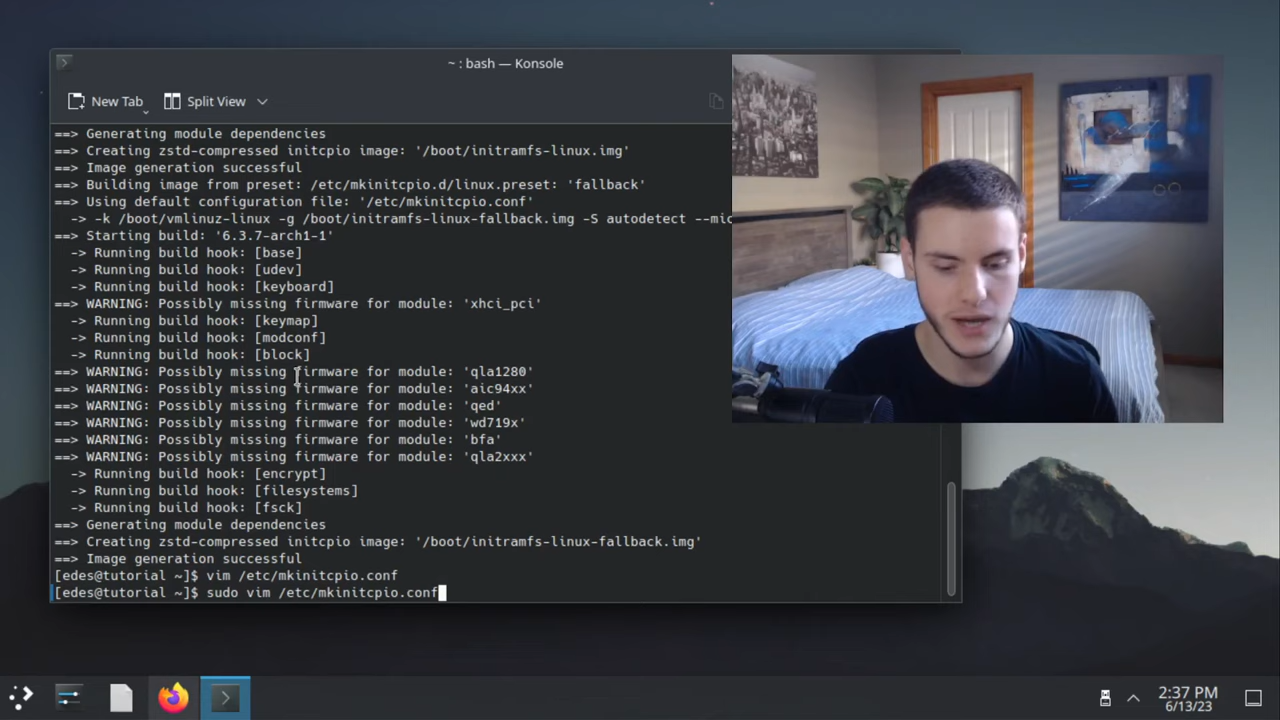 ~ : bash — Konsole
New Tab
Split View
==> Generating module dependencies
==> Creating zstd-compressed initcpio image: '/boot/initramfs-linux.img'
==> Image generation successful
==> Building image from preset: /etc/mkinitcpio.d/linux.preset: 'fallback'
==> Using default configuration file: '/etc/mkinitcpio.conf'
-> -k /boot/vmlinuz-linux -g /boot/initramfs-linux-fallback.img -S autodetect --mic
==> Starting build: '6.3.7-arch1-1'
-> Running build hook: [base]
-> Running build hook: [udev]
-> Running build hook: [keyboard]
==> WARNING: Possibly missing firmware for module: 'xhci_pci'
-> Running build hook: [keymap]
-> Running build hook: [modconf]
-> Running build hook: [block]
==> WARNING: Possibly missing firmware for module: 'qla1280'
==> WARNING: Possibly missing firmware for module: 'aic94xx'
==> WARNING: Possibly missing firmware for module: 'qed'
==> WARNING: Possibly missing firmware for module: 'wd719x'
==> WARNING: Possibly missing firmware for module: 'bfa'
==> WARNING: Possibly missing firmware for module: 'qla2xxx'
-> Running build hook: [encrypt]
-> Running build hook: [filesystems]
-> Running build hook: [fsck]
==> Generating module dependencies
==> Creating zstd-compressed initcpio image: '/boot/initramfs-linux-fallback.img'
==> Image generation successful
[edes@tutorial ~]$ vim /etc/mkinitcpio.conf
[edes@tutorial ~]$ sudo vim /etc/mkinitcpio.conf
2:37 PM
6/13/23